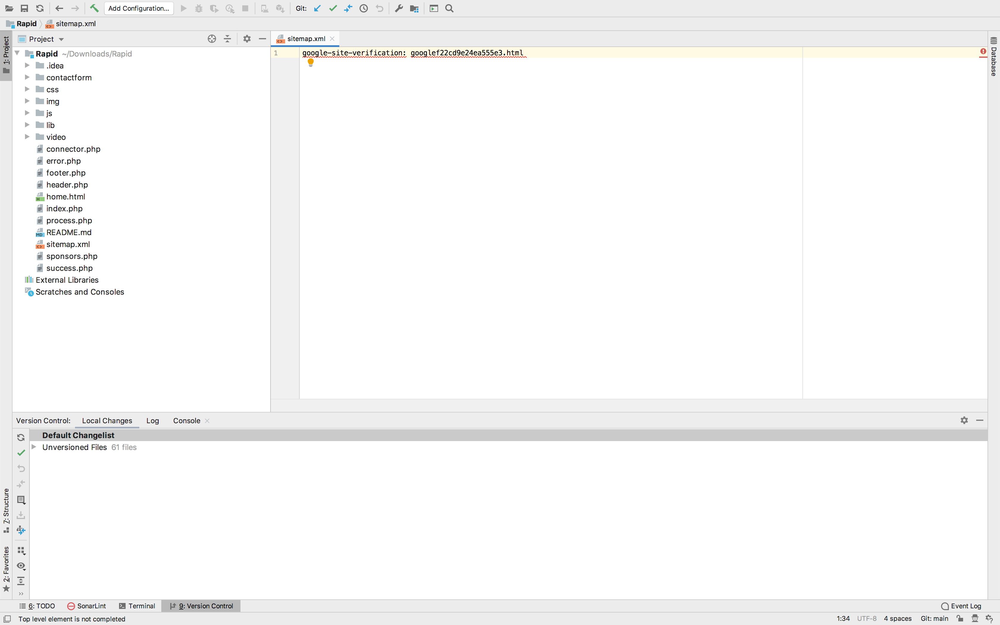 Add Configuration...
Git:
Rapid
sitemap.xml
1: Project
Project
sitemap.xml
Database
Rapid ~/Downloads/Rapid
.idea
contactform
css
img
js
lib
video
connector.php
error.php
footer.php
header.php
home.html
index.php
process.php
README.md
sitemap.xml
sponsors.php
success.php
External Libraries
Scratches and Consoles
1
google-site-verification: googlef22cd9e24ea555e3.html
Version Control:
Local Changes
Log
Console
Default Changelist
Unversioned Files 61 files
7: Structure
2: Favorites
6: TODO
SonarLint
Terminal
9: Version Control
Event Log
Top level element is not completed
1:34
UTF-8
4 spaces
Git: main